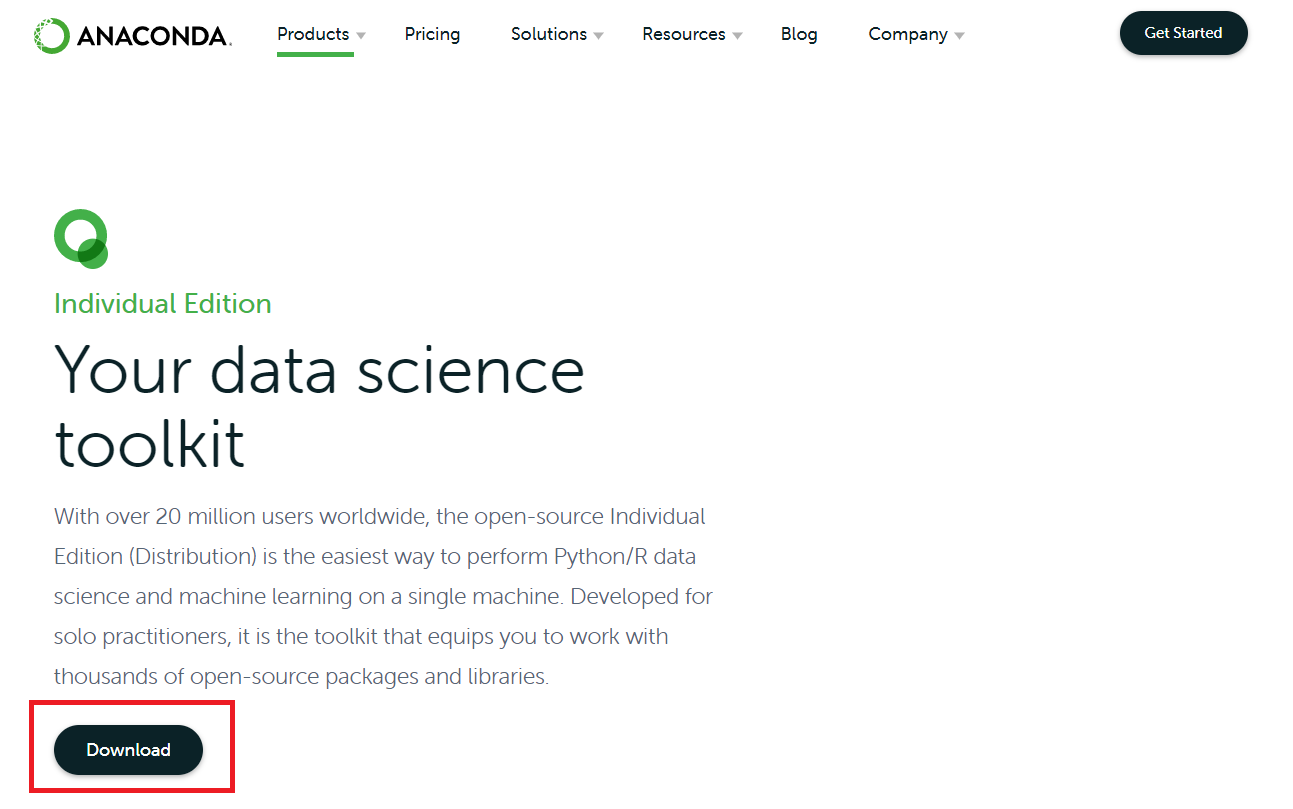 ANACONDA.
Products
Pricing
Solutions
Resources
Blog
Company
Get Started
Individual Edition
Your data science
toolkit
With over 20 million users worldwide, the open-source Individual
Edition (Distribution) is the easiest way to perform Python/R data
science and machine learning on a single machine. Developed for
solo practitioners, it is the toolkit that equips you to work with
thousands of open-source packages and libraries.
Download